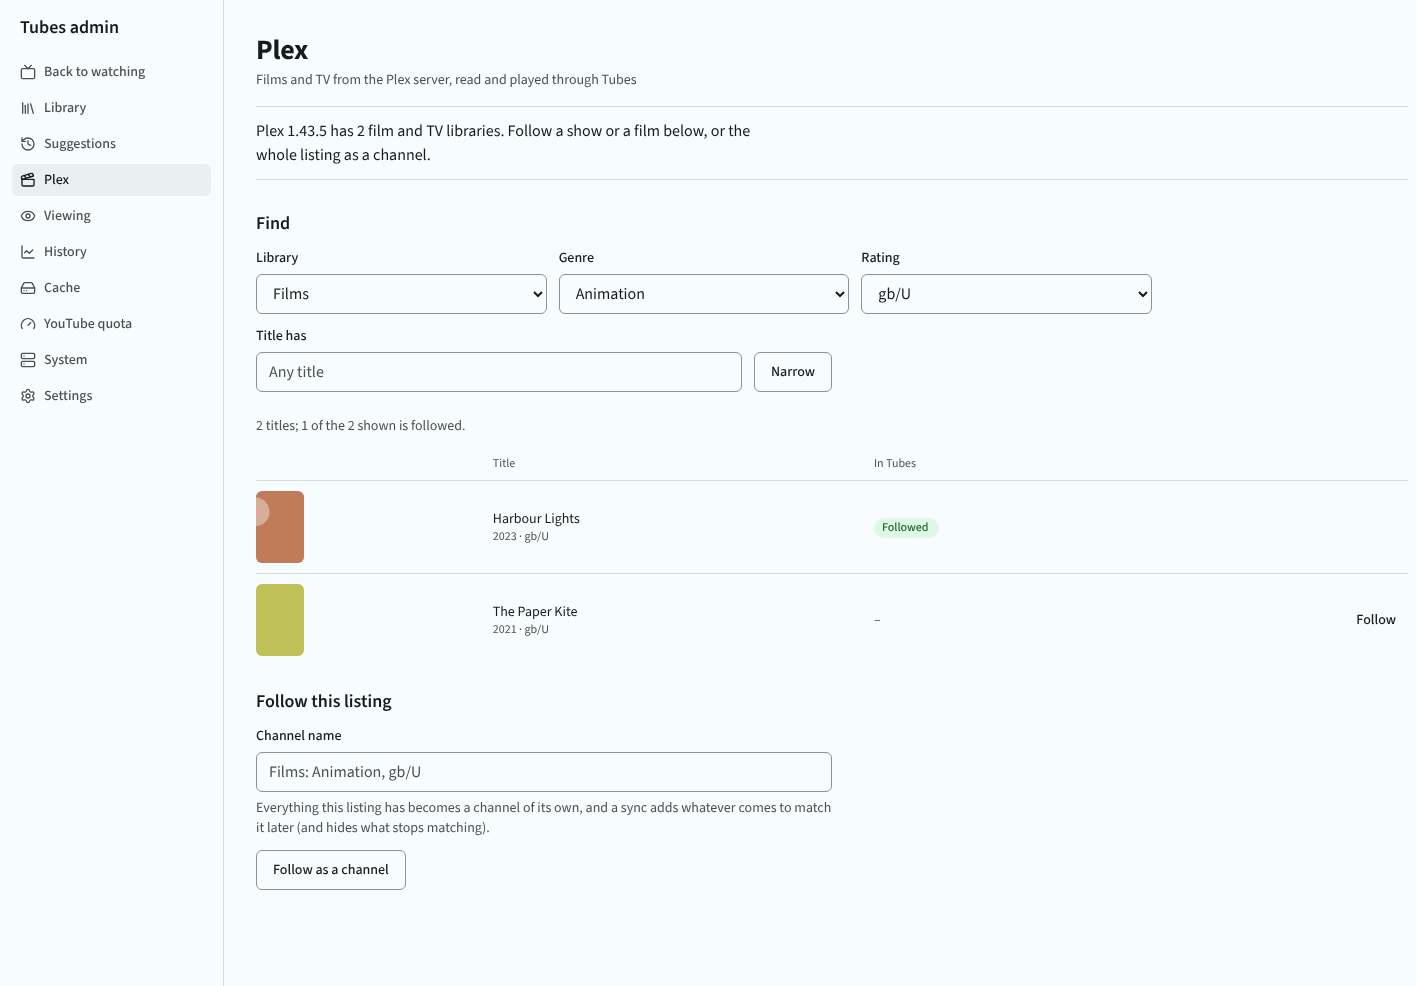 Tubes admin
Back to watching
Library
Suggestions
Plex
Viewing
History
Cache
YouTube quota
System
Settings
Plex
Films and TV from the Plex server, read and played through Tubes
Plex 1.43.5 has 2 film and TV libraries. Follow a show or a film below, or the
whole listing as a channel.
Find
Library
Genre
Rating
Films
Animation
gb/U
Title has
Any title
Narrow
2 titles; 1 of the 2 shown is followed.
Title
In Tubes
Harbour Lights
2023 · gb/U
Followed
The Paper Kite
2021 · gb/U
–
Follow
Follow this listing
Channel name
Films: Animation, gb/U
Everything this listing has becomes a channel of its own, and a sync adds whatever comes to match
it later (and hides what stops matching).
Follow as a channel